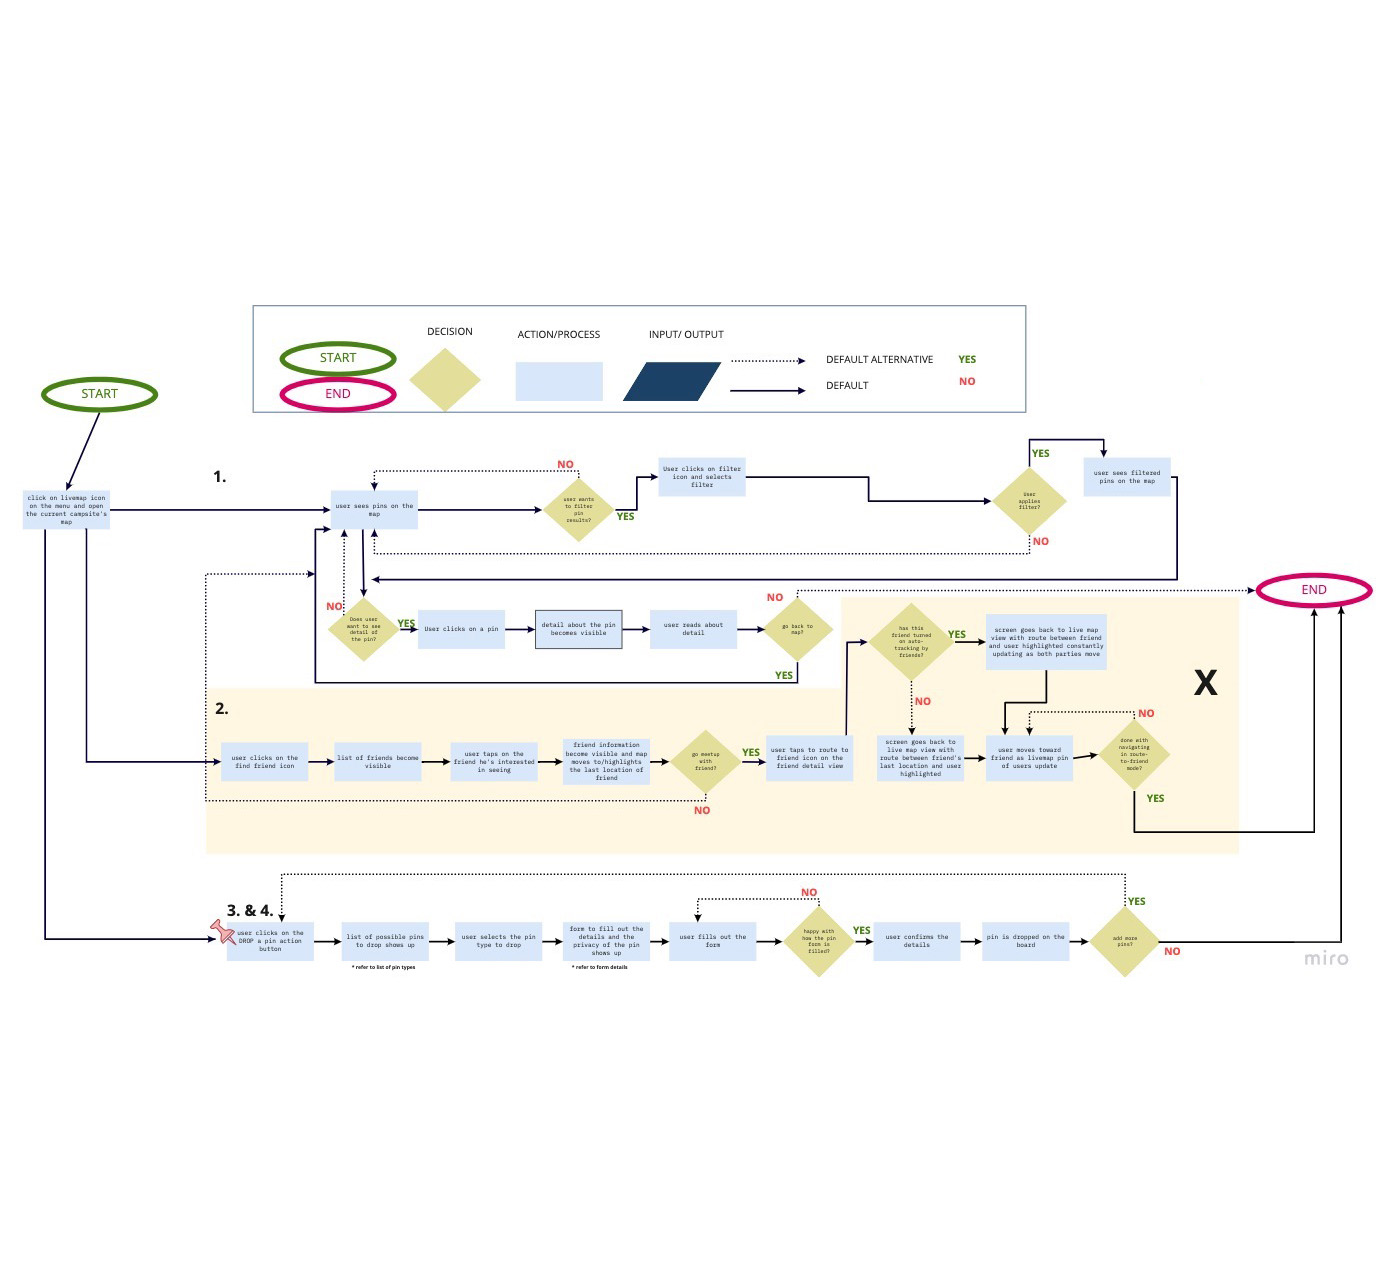 DECISION
ACTION/PROCESS
INPUT/ OUTPUT
START
END
DEFAULT ALTERNATIVE
YES
DEFAULT
NO
START
1.
click on livemap icon
on the menu and open
the current campsite's
map
user sees pins on the
map
NO
user wants
to filter
pin
results?
YES
User clicks on filter
icon and selects
filter
YES
User
applies
filter?
NO
user sees filtered
pins on the map
NO
Does user
want to see
detail of
the pin?
YES
User clicks on a pin
detail about the pin
becomes visible
user reads about
detail
NO
go back to
map?
YES
END
2.
user clicks on the
find friend icon
list of friends become
visible
user taps on the
friend he's interested
in seeing
friend information
become visible and map
moves to/highlights
the last location of
friend
go meetup
with
friend?
YES
NO
user taps to route to
friend icon on the
friend detail view
has this
friend turned
on auto-
tracking by
friends?
YES
NO
screen goes back to live map
view with route between friend
and user highlighted constantly
updating as both parties move
X
screen goes back to
live map view with
route between friend's
last location and user
highlighted
user moves toward
friend as livemap pin
of users update
NO
done with
navigating
in route-
to-friend
mode?
YES
3. & 4.
user clicks on the
DROP a pin action
button
list of possible pins
to drop shows up
* refer to list of pin types
user selects the pin
type to drop
form to fill out the
details and the
privacy of the pin
shows up
* refer to form details
user fills out the
form
NO
happy with
how the pin
form is
filled?
YES
user confirms the
details
pin is dropped on the
board
YES
add more
pins?
NO
miro